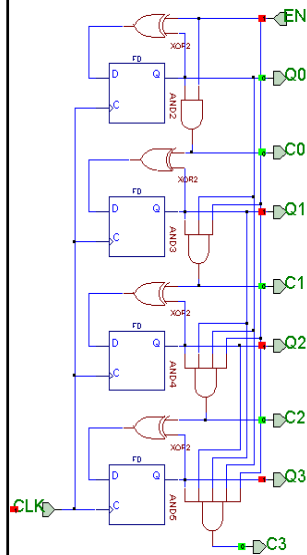 EN
XOR2
FD
D Q
Q0
C
AND2
C0
XOR2
FD
D Q
Q1
C
AND3
C1
XOR2
FD
D Q
Q2
C
AND4
C2
XOR2
FD
D Q
Q3
CLK
C
AND5
C3